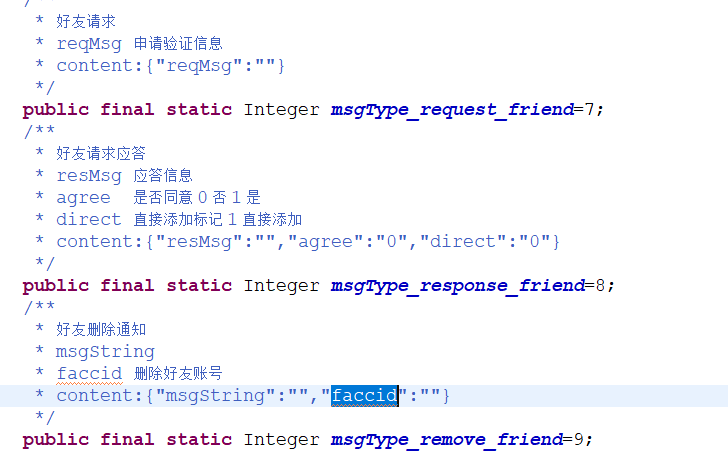 /**
* 好友请求
* reqMsg 申请验证信息
* content:{"reqMsg":""}
*/
public final static Integer msgType_request_friend=7;
/**
* 好友请求应答
* resMsg 应答信息
* agree 是否同意0否1是
* direct 直接添加标记1直接添加
* content:{"resMsg":"","agree":"0","direct":"0"}
*/
public final static Integer msgType_response_friend=8;
/**
* 好友删除通知
* msgString
* faccid 删除好友账号
* content:{"msgString":"","faccid":""}
*/
public final static Integer msgType_remove_friend=9;